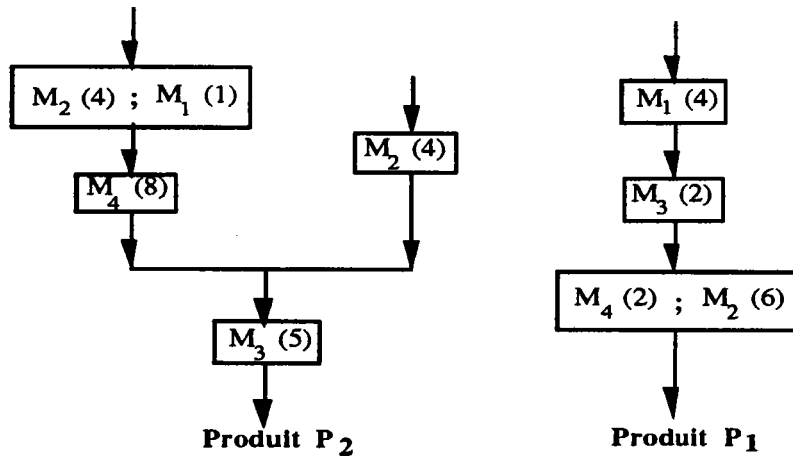 M2 (4) ; M1 (1)
M4 (8)
M2 (4)
M3 (5)
Produit P2
M1 (4)
M3 (2)
M4 (2) ; M2 (6)
Produit P1